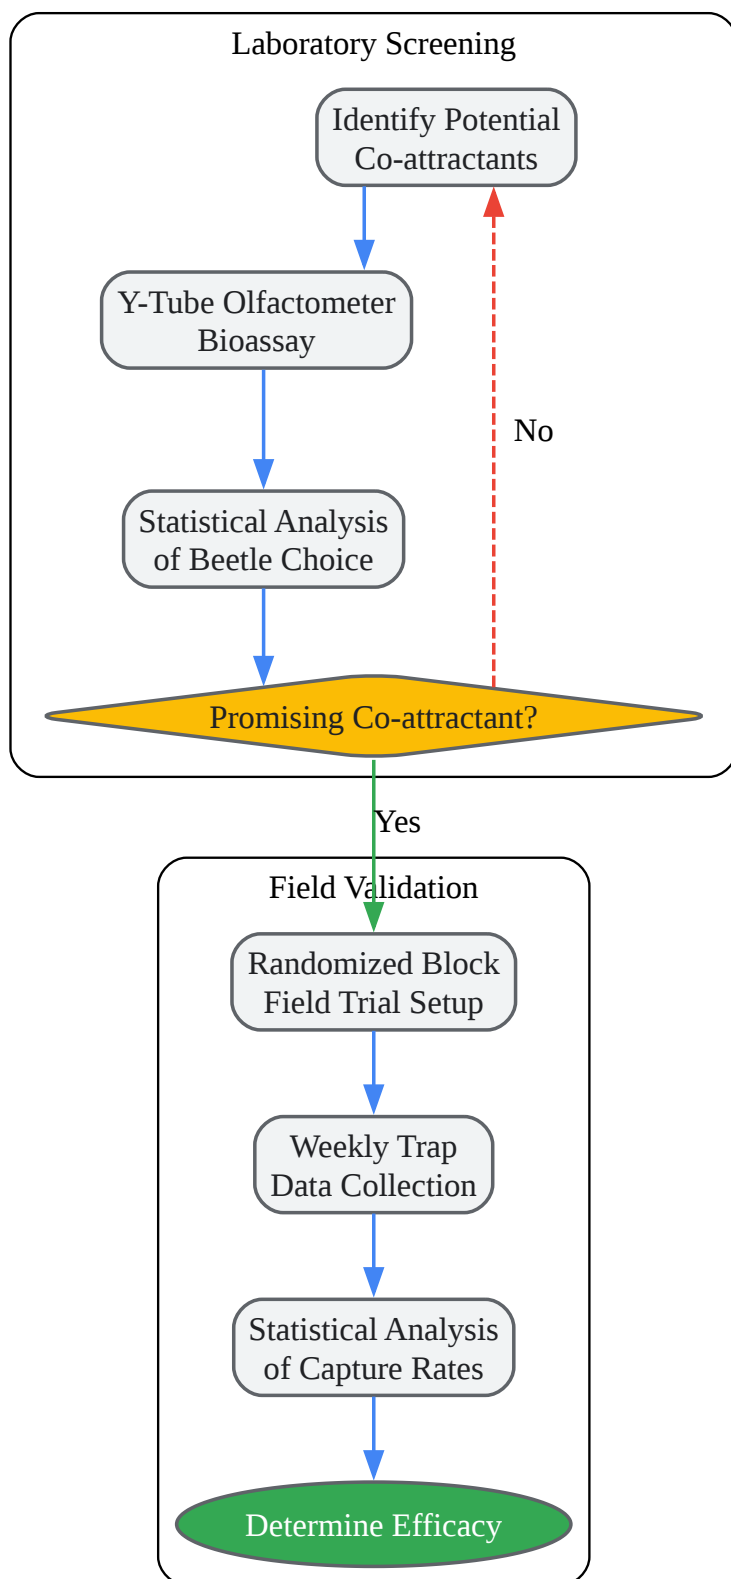 Laboratory Screening
Identify Potential
Co-attractants
Y-Tube Olfactometer
Bioassay
No
Statistical Analysis
of Beetle Choice
Promising Co-attractant?
Yes
Field Validation
Randomized Block
Field Trial Setup
Weekly Trap
Data Collection
Statistical Analysis
of Capture Rates
Determine Efficacy